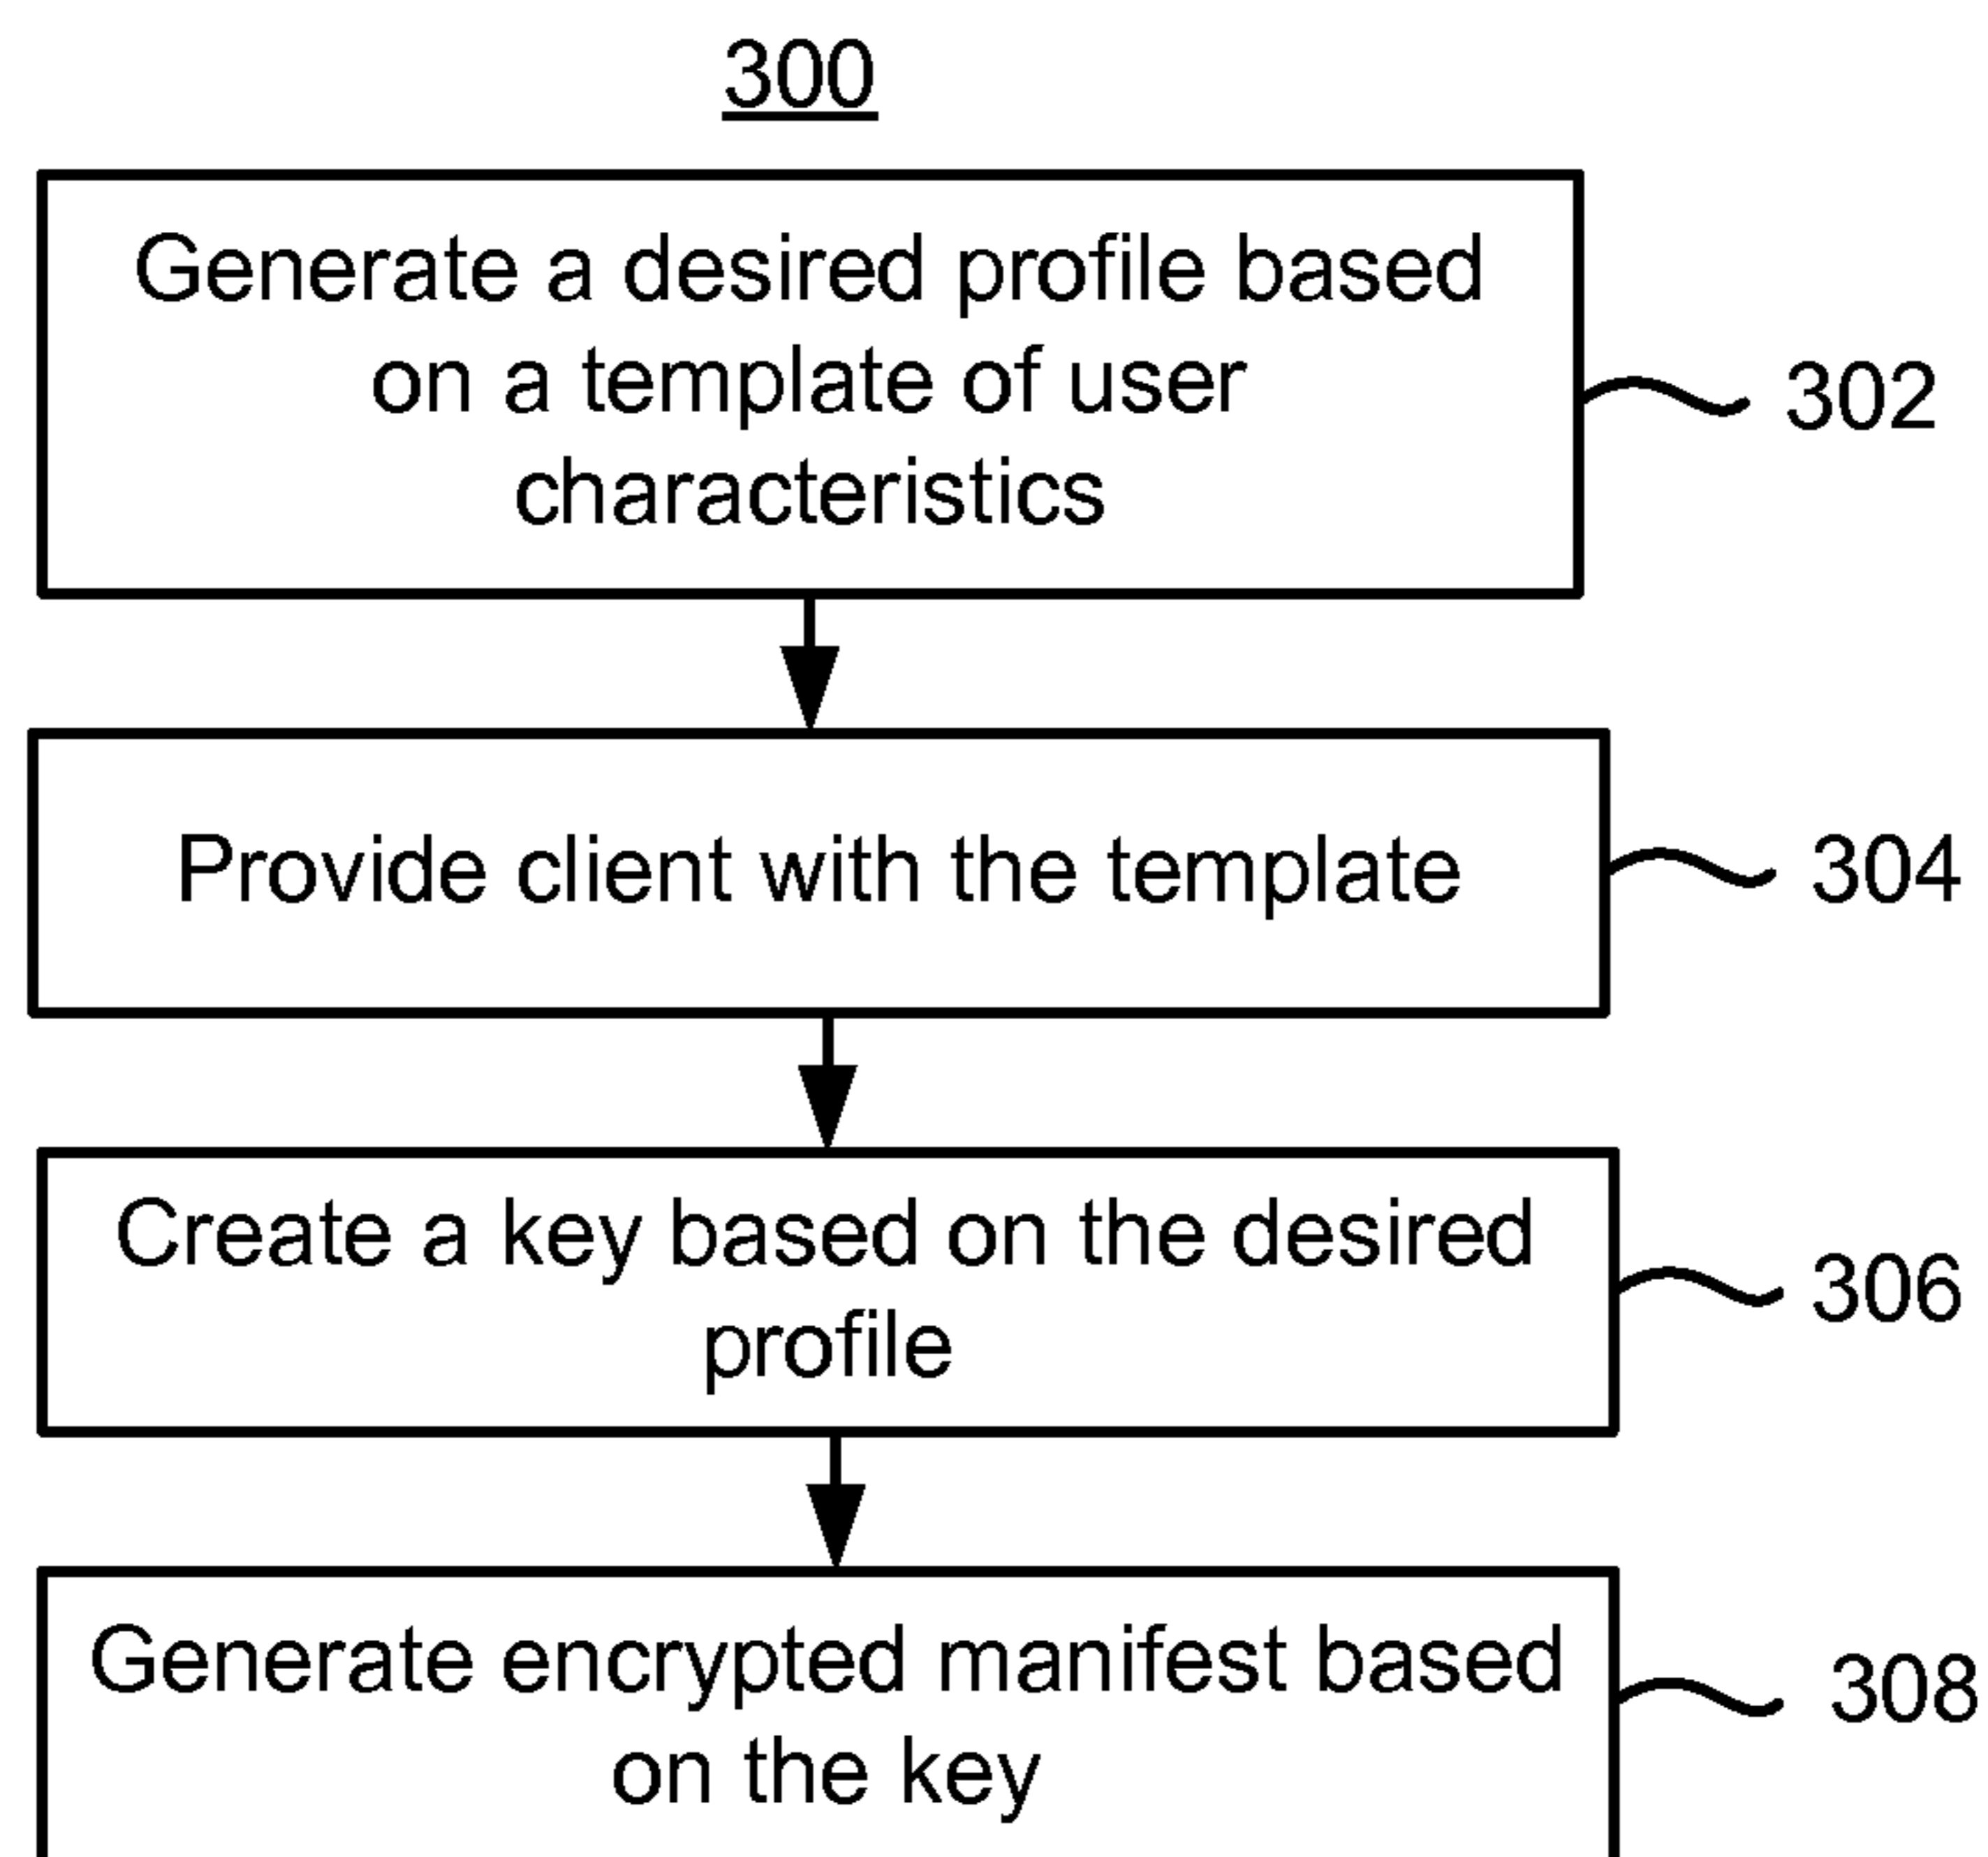 300
Generate a desired profile based
on a template of user
characteristics
302
Provide client with the template
304
Create a key based on the desired
profile
306
Generate encrypted manifest based
on the key
308